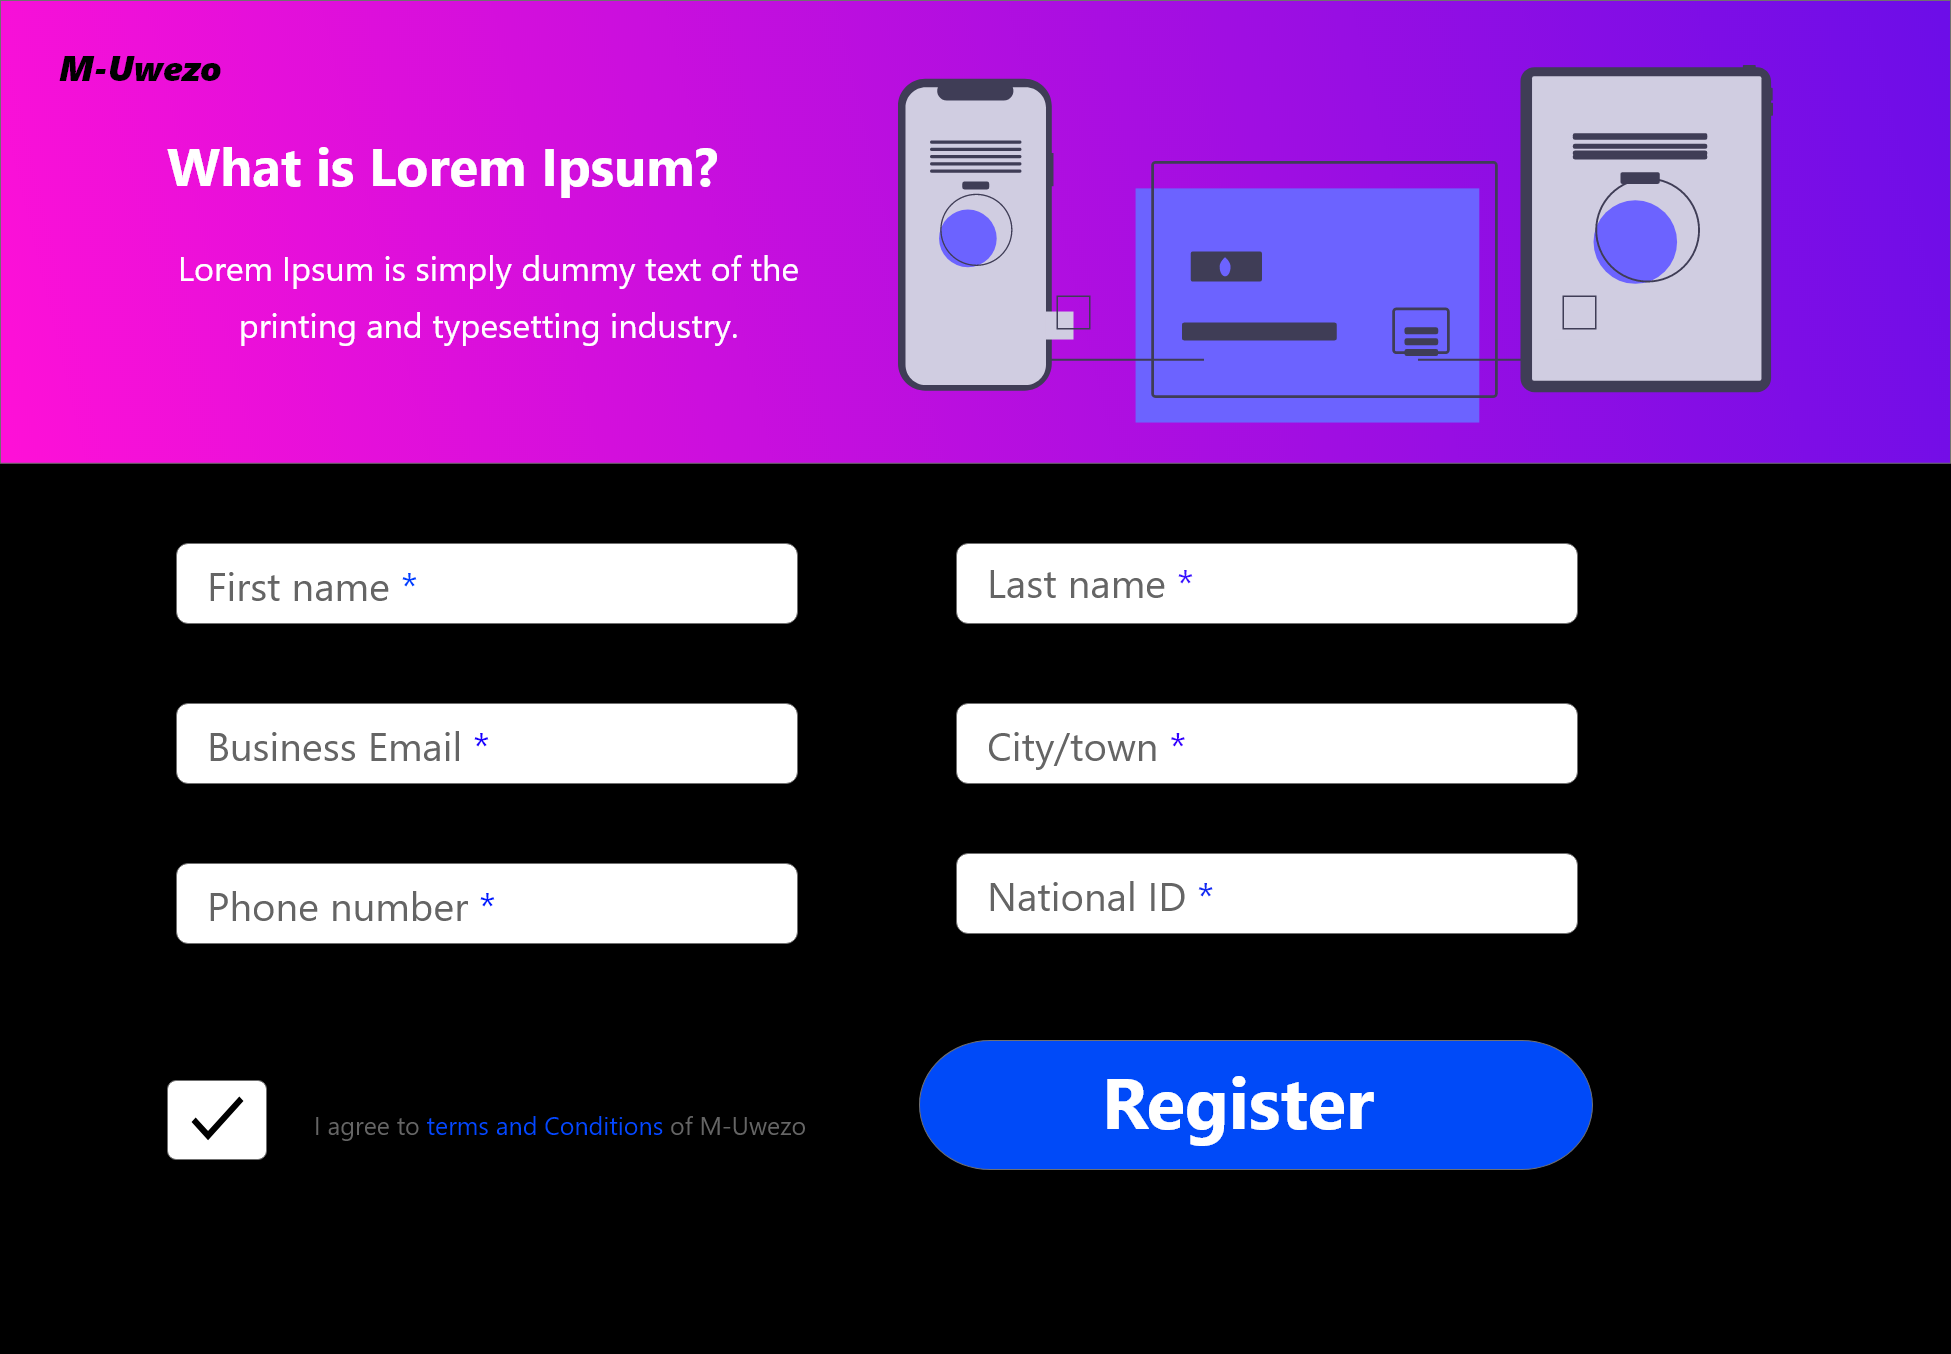 M-Uwezo
What is Lorem Ipsum?
Lorem Ipsum is simply dummy text of the
printing and typesetting industry.
First name *
Last name *
Business Email *
City/town *
Phone number *
National ID *
I agree to terms and Conditions of M-Uwezo
Register